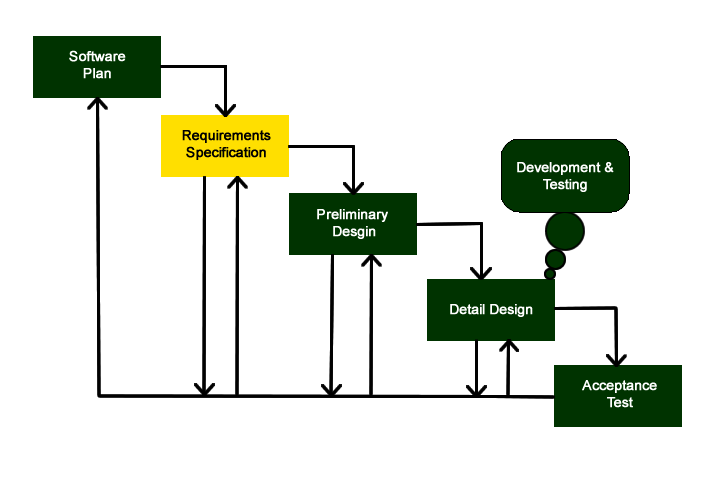 Software
Plan
Requirements
Specification
Preliminary
Desgin
Development &
Testing
Detail Design
Acceptance
Test